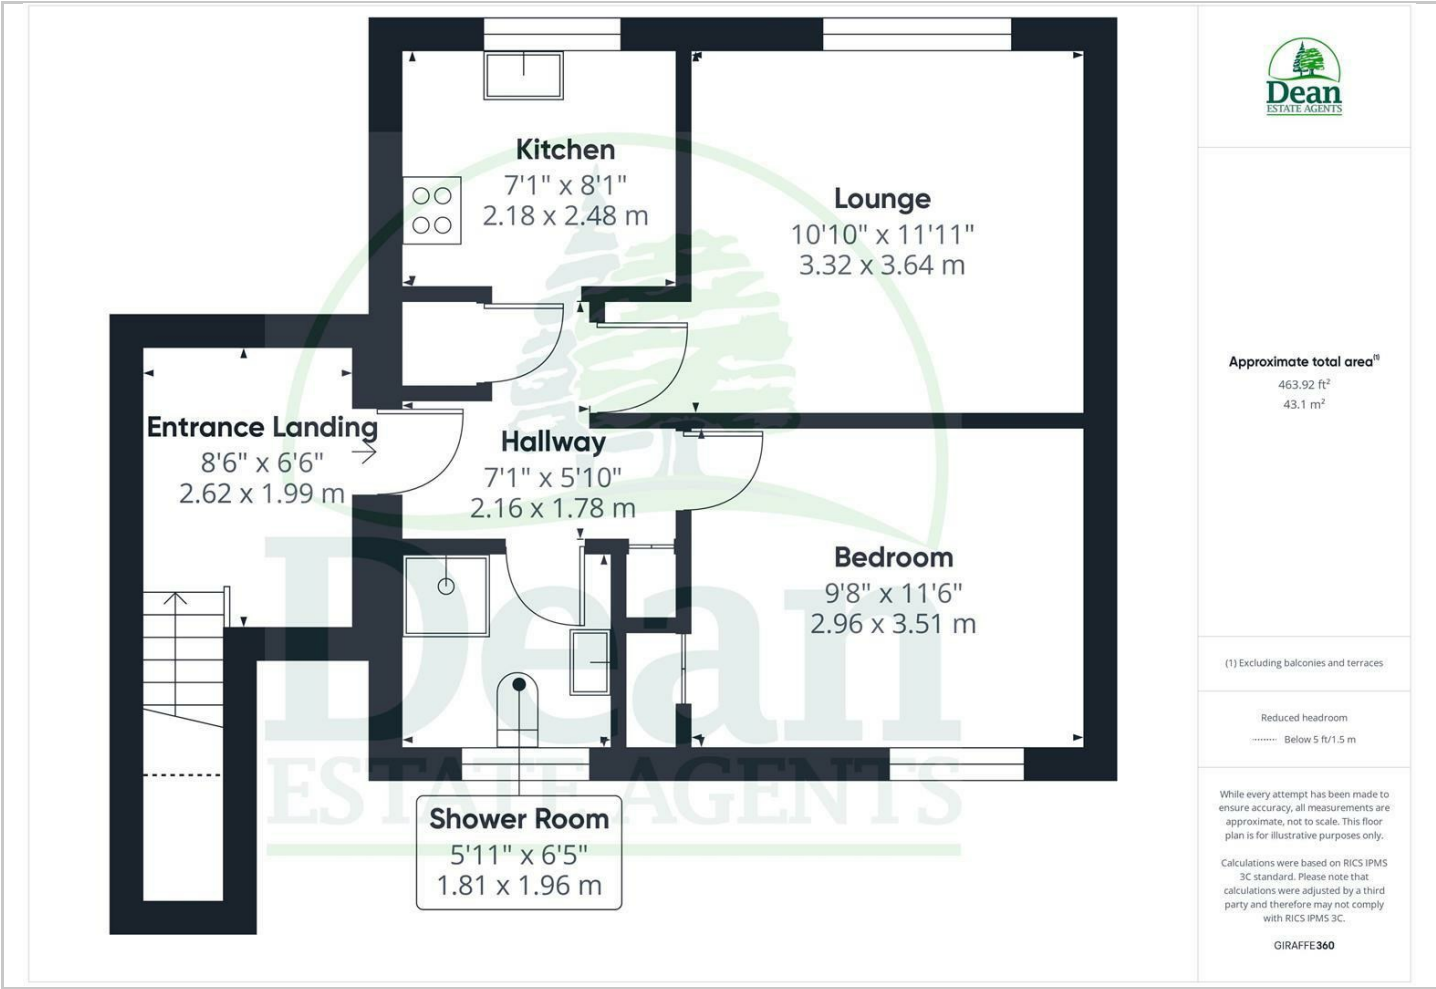 Kitchen
7'1" x 8'1"
2.18 x 2.48 m
Lounge
10'10" x 11'11"
3.32 x 3.64 m
Entrance Landing
8'6" x 6'6"
2.62 x 1.99 m
Hallway
7'1" x 5'10"
2.16 x 1.78 m
Bedroom
9'8" x 11'6"
2.96 x 3.51 m
Shower Room
5'11" x 6'5"
1.81 x 1.96 m
Dean
ESTATE AGENTS
Dean
ESTATE AGENTS
Approximate total area(1)
463.92 ft²
43.1 m²
(1) Excluding balconies and terraces
Reduced headroom
Below 5 ft/1.5 m
While every attempt has been made to
ensure accuracy, all measurements are
approximate, not to scale. This floor
plan is for illustrative purposes only.
Calculations were based on RICS IPMS
3C standard. Please note that
calculations were adjusted by a third
party and therefore may not comply
with RICS IPMS 3C.
GIRAFFE360